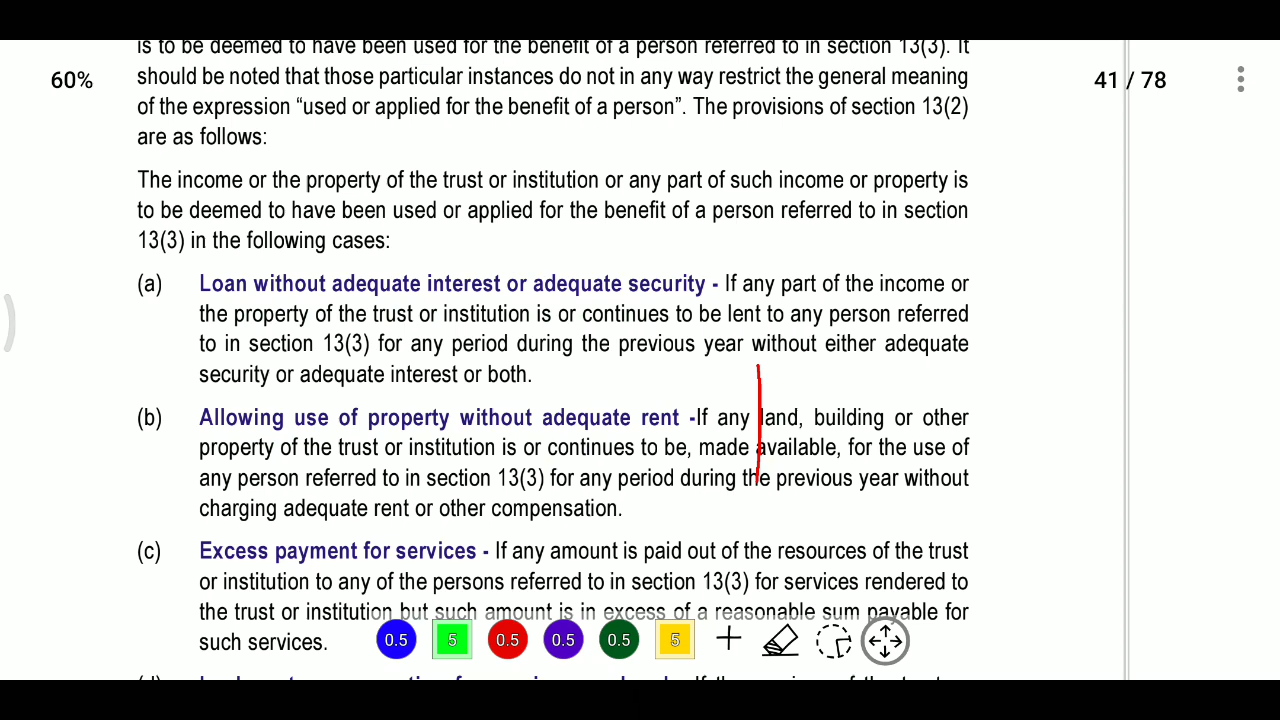 is to be deemed to have been used for the benefit of a person referred to in section 13(3). It
60%
should be noted that those particular instances do not in any way restrict the general meaning
41 / 78
of the expression “used or applied for the benefit of a person”. The provisions of section 13(2)
are as follows:
The income or the property of the trust or institution or any part of such income or property is
to be deemed to have been used or applied for the benefit of a person referred to in section
13(3) in the following cases:
(a) Loan without adequate interest or adequate security - If any part of the income or
the property of the trust or institution is or continues to be lent to any person referred
to in section 13(3) for any period during the previous year without either adequate
security or adequate interest or both.
(b) Allowing use of property without adequate rent -If any land, building or other
property of the trust or institution is or continues to be, made available, for the use of
any person referred to in section 13(3) for any period during the previous year without
charging adequate rent or other compensation.
(c) Excess payment for services - If any amount is paid out of the resources of the trust
or institution to any of the persons referred to in section 13(3) for services rendered to
the trust or institution but such amount is in excess of a reasonable sum payable for
such services.
0.5 5 0.5 0.5 0.5 5